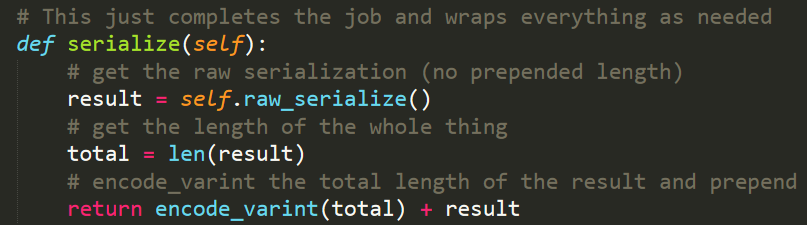 # This just completes the job and wraps everything as needed
def serialize(self):
# get the raw serialization (no prepended length)
result = self.raw_serialize()
# get the length of the whole thing
total = len(result)
# encode_varint the total length of the result and prepend
return encode_varint(total) + result